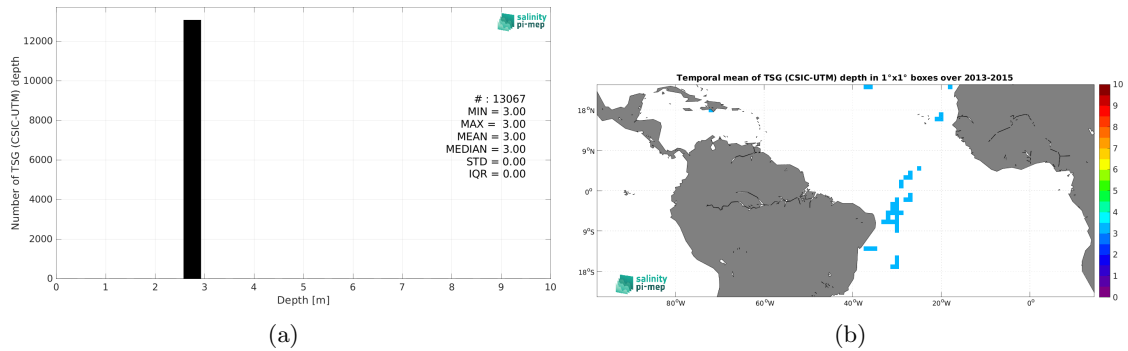 12000
10000
8000
6000
4000
2000
0
Number of TSG (CSIC-UTM) depth
salinity
pi-mep
# : 13067
MIN = 3.00
MAX = 3.00
MEAN = 3.00
MEDIAN = 3.00
STD = 0.00
IQR = 0.00
0 1 2 3 4 5 6 7 8 9 10
Depth [m]
(a)
Temporal mean of TSG (CSIC-UTM) depth in 1°x1° boxes over 2013-2015
18°N
9°N
0°
9°S
18°S
salinity
pi-mep
80°W 60°W 40°W 20°W 0°
10
9
8
7
6
5
4
3
2
1
0
(b)